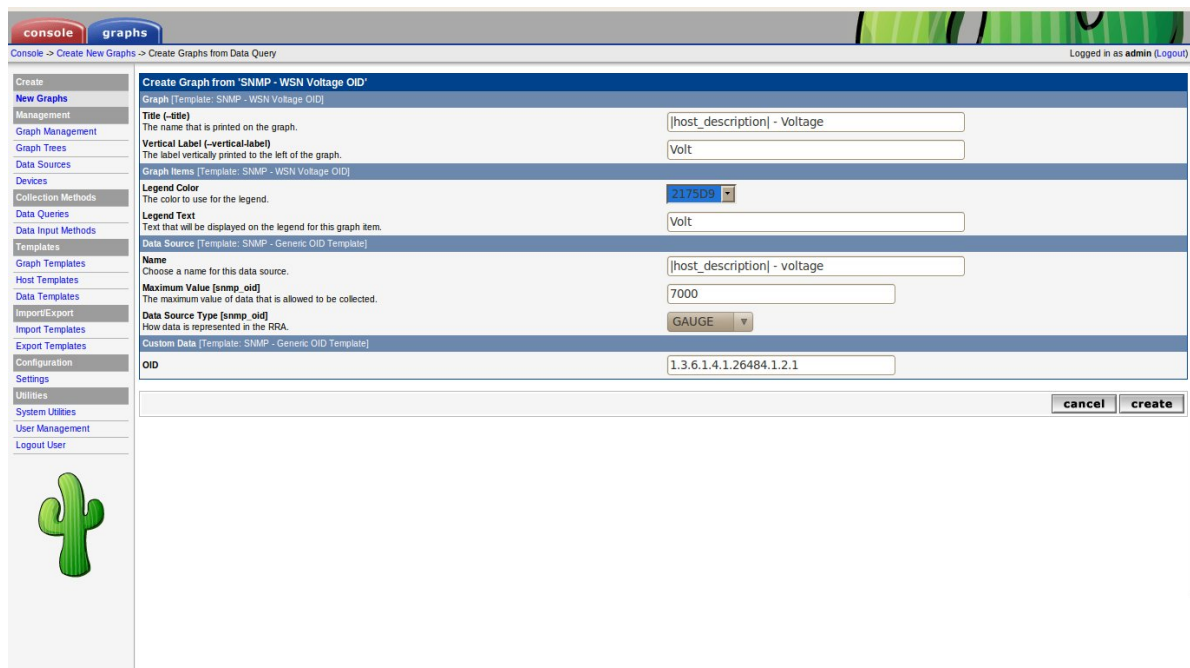 console graphs
Console -> Create New Graphs -> Create Graphs from Data Query
Logged in as admin (Logout)
Create
New Graphs
Management
Graph Management
Graph Trees
Data Sources
Devices
Collection Methods
Data Queries
Data Input Methods
Templates
Graph Templates
Host Templates
Data Templates
Import/Export
Import Templates
Export Templates
Configuration
Settings
Utilities
System Utilities
User Management
Logout User
Create Graph from 'SNMP - WSN Voltage OID'
Graph [Template: SNMP - WSN Voltage OID]
Title (--title)
The name that is printed on the graph.
|host_description| - Voltage
Vertical Label (--vertical-label)
The label vertically printed to the left of the graph.
Volt
Graph Items [Template: SNMP - WSN Voltage OID]
Legend Color
The color to use for the legend.
2175D9
Legend Text
Text that will be displayed on the legend for this graph item.
Volt
Data Source [Template: SNMP - Generic OID Template]
Name
Choose a name for this data source.
|host_description| - voltage
Maximum Value [snmp_oid]
The maximum value of data that is allowed to be collected.
7000
Data Source Type [snmp_oid]
How data is represented in the RRA.
GAUGE
Custom Data [Template: SNMP - Generic OID Template]
OID
1.3.6.1.4.1.26484.1.2.1
cancel create